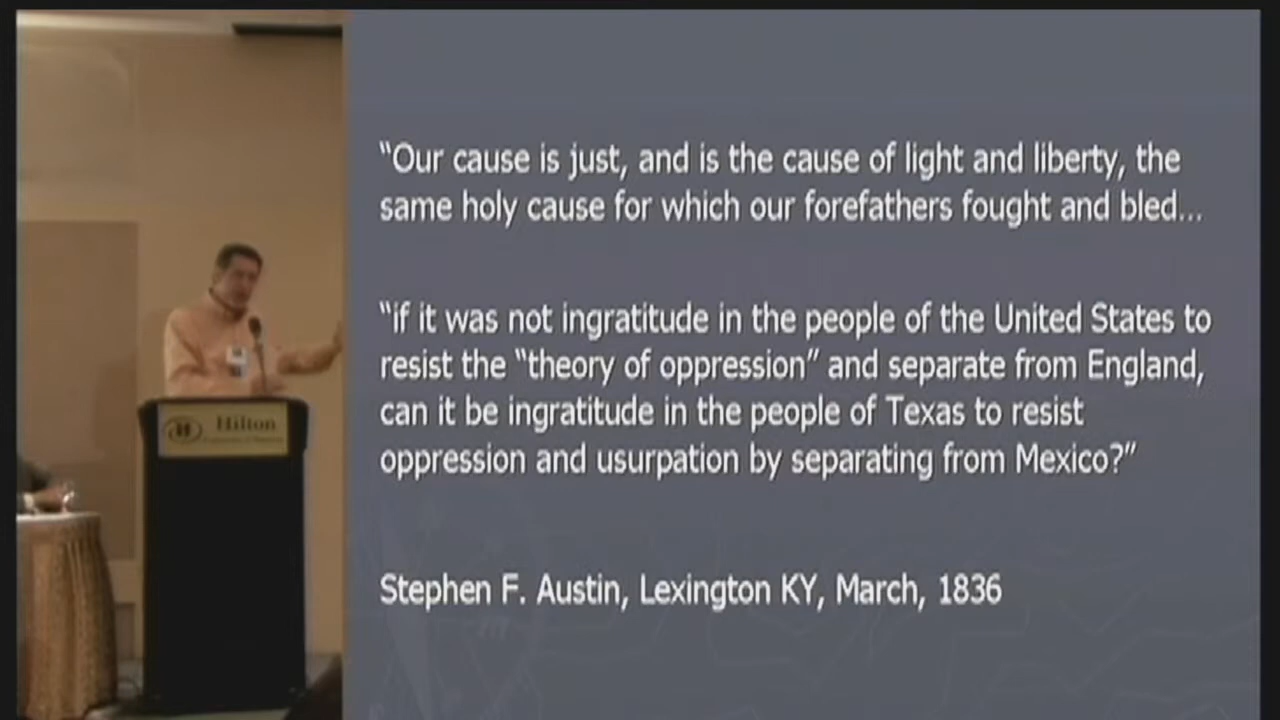 “Our cause is just, and is the cause of light and liberty, the
same holy cause for which our forefathers fought and bled...
“if it was not ingratitude in the people of the United States to
resist the “theory of oppression” and separate from England,
can it be ingratitude in the people of Texas to resist
oppression and usurpation by separating from Mexico?”
Stephen F. Austin, Lexington KY, March, 1836
Hilton